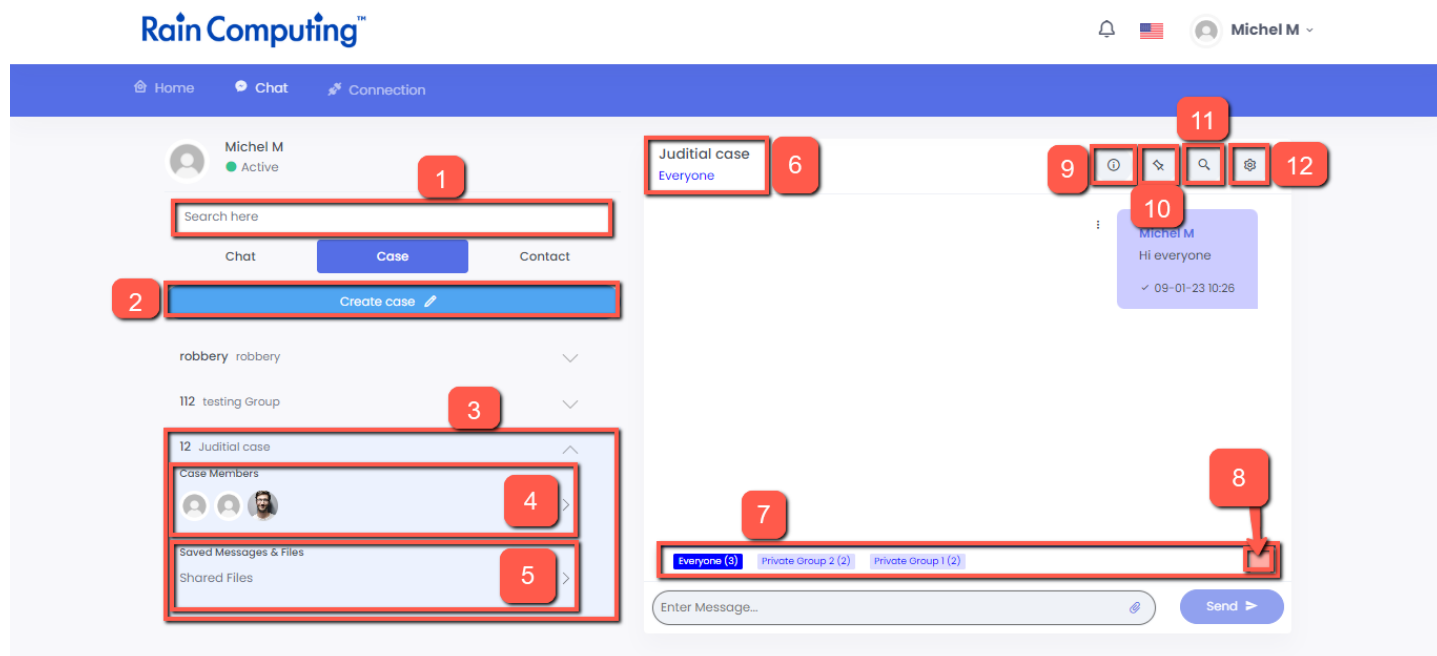 Rain Computing™
Michel M
Home
Chat
Connection
11
Michel M
Active
1
Search here
Chat
Case
Contact
2
Create case
robbery robbery
112 testing Group
3
12 Juditial case
Case Members
4
Saved Messages & Files
Shared Files
5
Juditial case
Everyone
6
9
12
10
Michel M
Hi everyone
09-01-23 10:26
8
7
Everyone (3)
Private Group 2 (2)
Private Group 1 (2)
Enter Message...
Send